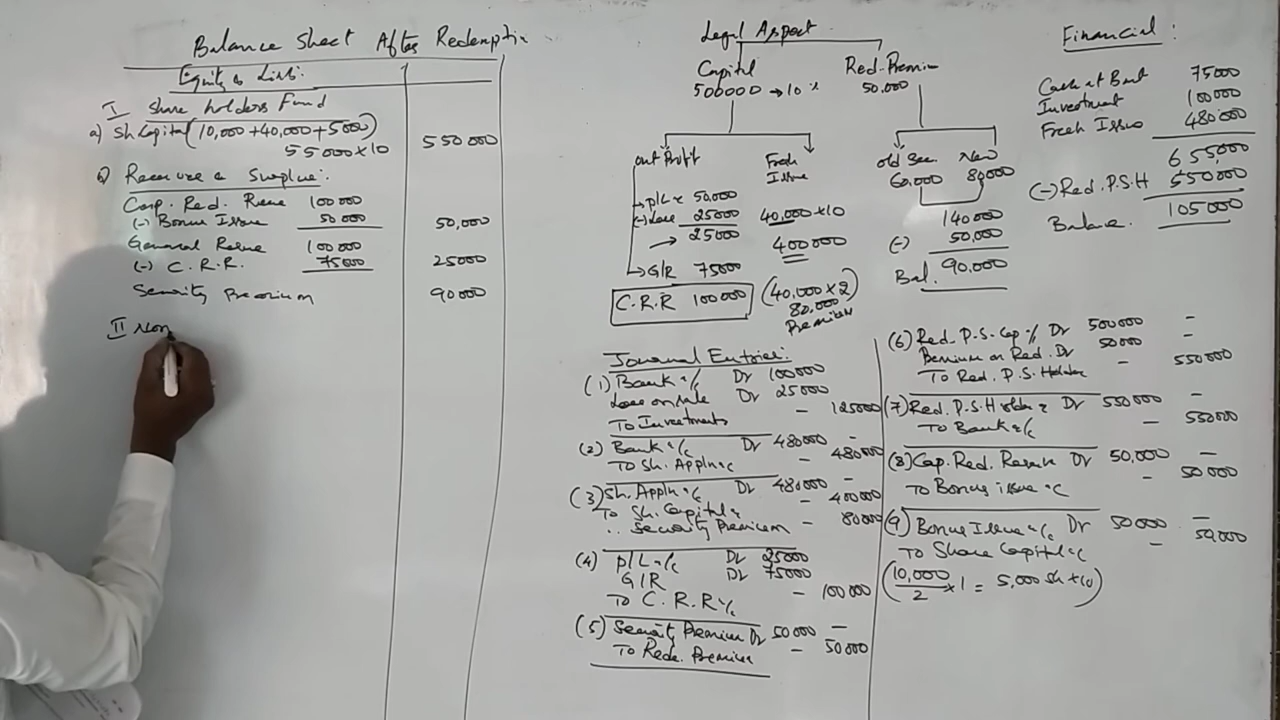 Balance Sheet After Redemptio
Equity & Liabi:
I Share holders Fund
a) Sh Capital (10,000+40,000+5000)
55000×10 550000
b) Reserve & Surplus:
Cap. Red. Reserve 100000
(-) Bonus Issue 50000 50,000
General Reserve 100000
(-) C.R.R. 75000 25000
Security Premium 90000
II Non
Legal Aspect
Capital Red. Premium
500000 → 10% 50,000
out Profit Fresh Issue
→P/L a/c 50,000
(-) Loss 25000
→ 25000
→G/R 75000
C.R.R 100000
40,000×10
400000
(40,000×2)
80,000
Premium
old Sec. New
60,000 80,000
140000
(-) 50,000
Bal. 90,000
Financial:
Cash at Bank 75000
Investment 100000
Fresh Issue 480000
655,000
(-) Red. P.S.H 550000
Balance. 105000
Journal Entries:
(1) Bank a/c Dr 100000
Loss on sale Dr 25000
To Investments - 125000
(2) Bank a/c Dr 480000 -
To Sh. Appln a/c - 480000
(3) Sh. Appln a/c Dr 480000 -
To Sh. Capital a/c - 400000
.. Security Premium - 80000
(4) P/L a/c Dr 25000
G/R Dr 75000
To C.R.R a/c - 100000
(5) Security Premium Dr 50000 -
To Rede. Premium - 50000
(6) Red. P.S. Cap a/c Dr 500000 -
Premium on Red. Dr 50000 -
To Red. P.S. Holder - 550000
(7) Red. P.S. Holder a/c Dr 550000 -
To Bank a/c - 550000
(8) Cap. Red. Reserve Dr 50,000 -
To Bonus issue a/c - 50000
(9) Bonus Issue a/c Dr 50000 -
To Share Capital a/c - 50,000
(10,000/2 ×1 = 5,000 sh ×10)